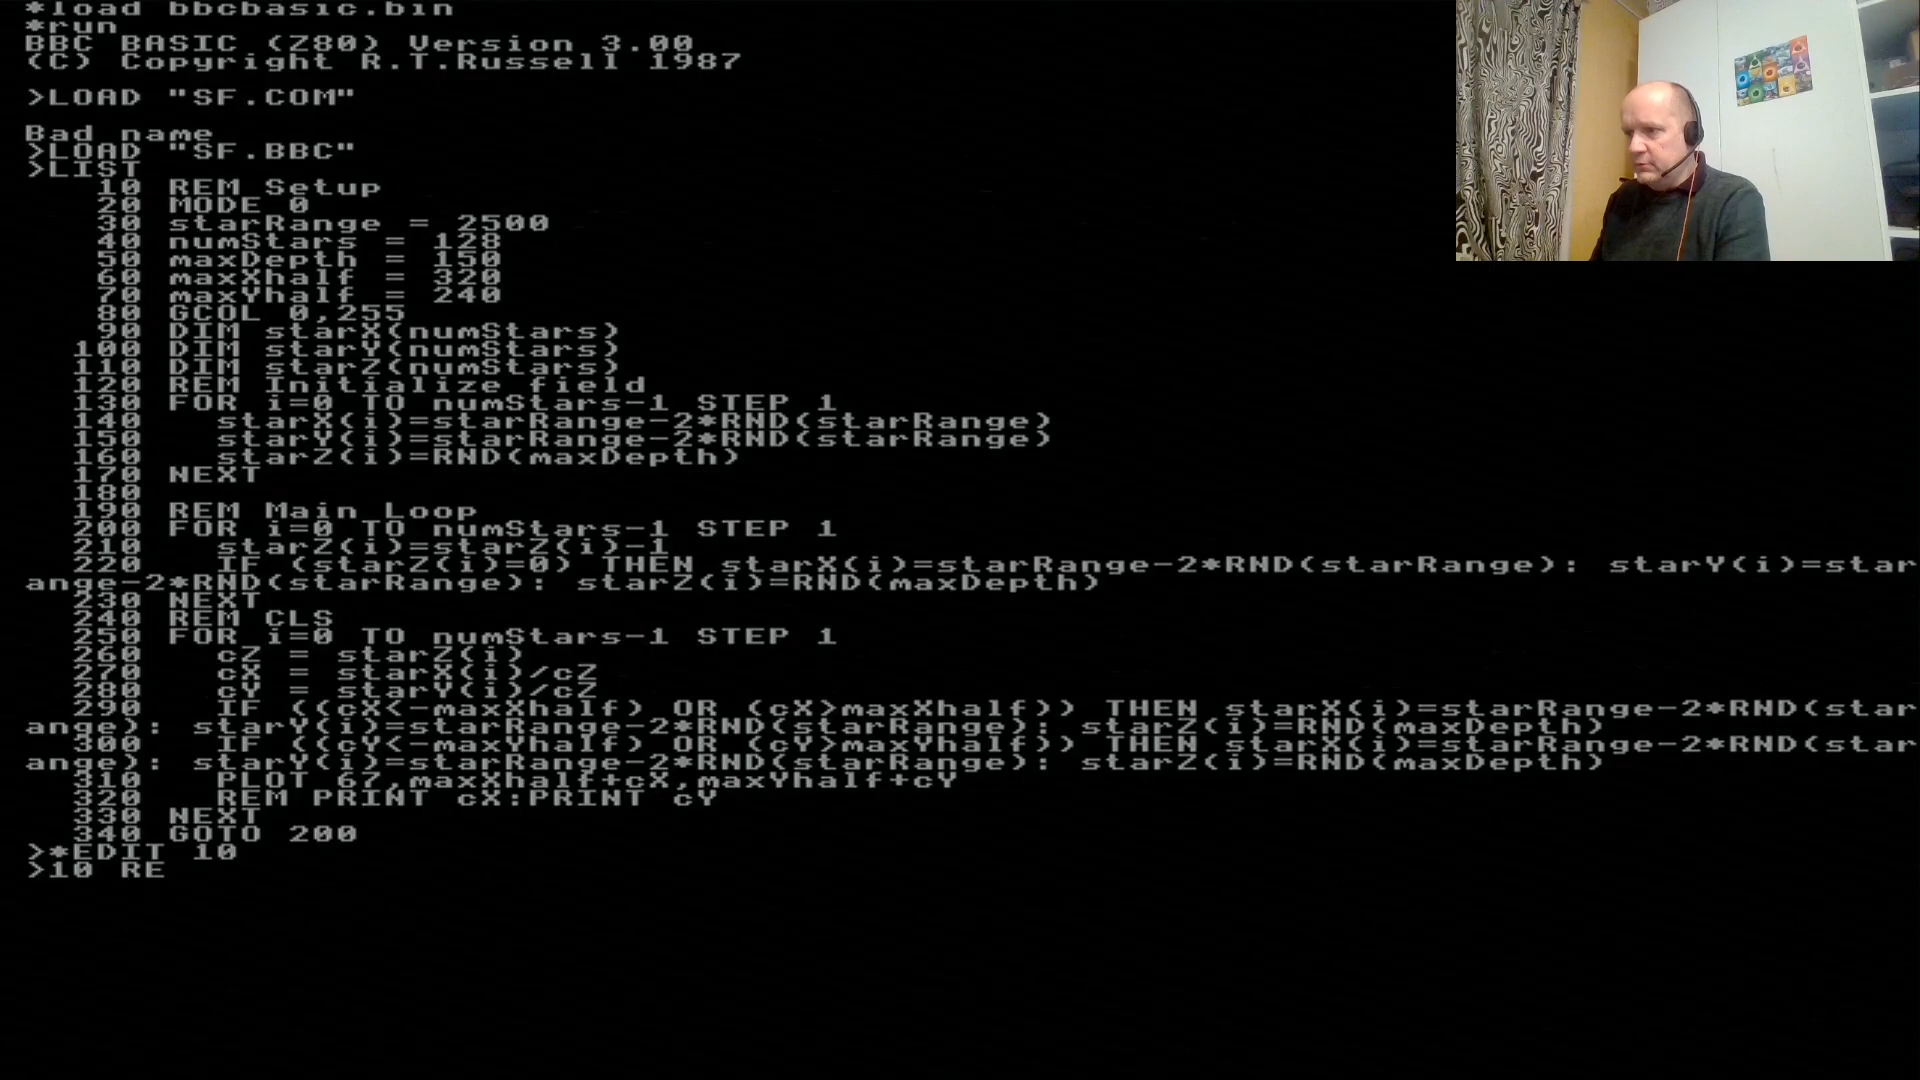 *load bbcbasic.bin
*run
BBC BASIC (Z80) Version 3.00
(C) Copyright R.T.Russell 1987
>LOAD "SF.COM"
Bad name
>LOAD "SF.BBC"
>LIST
10 REM Setup
20 MODE 0
30 starRange = 2500
40 numStars = 128
50 maxDepth = 150
60 maxXhalf = 320
70 maxYhalf = 240
80 GCOL 0,255
90 DIM starX(numStars)
100 DIM starY(numStars)
110 DIM starZ(numStars)
120 REM Initialize field
130 FOR i=0 TO numStars-1 STEP 1
140   starX(i)=starRange-2*RND(starRange)
150   starY(i)=starRange-2*RND(starRange)
160   starZ(i)=RND(maxDepth)
170 NEXT
180
190 REM Main Loop
200 FOR i=0 TO numStars-1 STEP 1
210   starZ(i)=starZ(i)-1
220   IF (starZ(i)=0) THEN starX(i)=starRange-2*RND(starRange): starY(i)=star
ange-2*RND(starRange): starZ(i)=RND(maxDepth)
230 NEXT
240 REM CLS
250 FOR i=0 TO numStars-1 STEP 1
260   cZ = starZ(i)
270   cX = starX(i)/cZ
280   cY = starY(i)/cZ
290   IF ((cX<-maxXhalf) OR (cX>maxXhalf)) THEN starX(i)=starRange-2*RND(star
ange): starY(i)=starRange-2*RND(starRange): starZ(i)=RND(maxDepth)
300   IF ((cY<-maxYhalf) OR (cY>maxYhalf)) THEN starX(i)=starRange-2*RND(star
ange): starY(i)=starRange-2*RND(starRange): starZ(i)=RND(maxDepth)
310   PLOT 67,maxXhalf+cX,maxYhalf+cY
320   REM PRINT cX:PRINT cY
330 NEXT
340 GOTO 200
>*EDIT 10
>10 RE